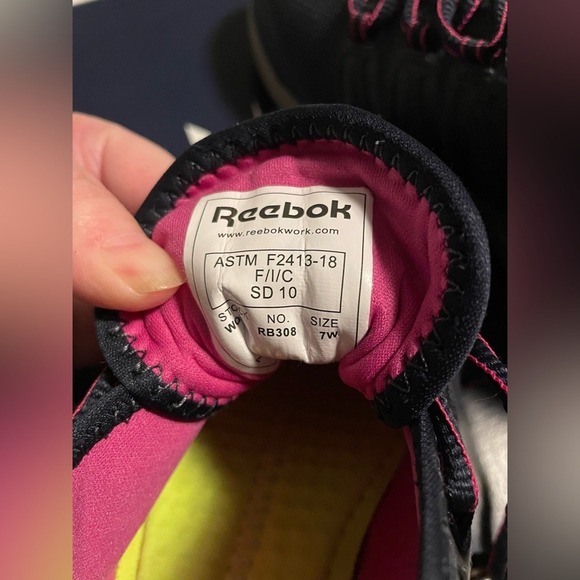 Reebok
www.reebokwork.com
ASTM F2413-18
F/I/C
SD 10
NO. SIZE
RB308 7W